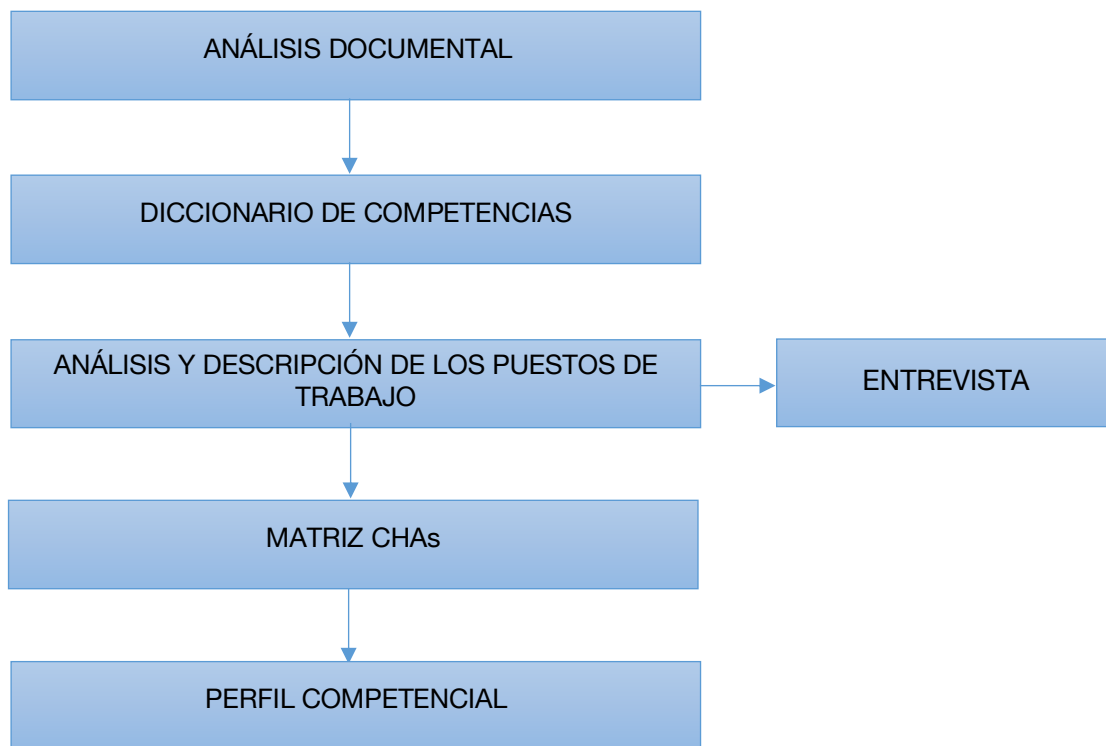 ANÁLISIS DOCUMENTAL
DICCIONARIO DE COMPETENCIAS
ANÁLISIS Y DESCRIPCIÓN DE LOS PUESTOS DE
TRABAJO
ENTREVISTA
MATRIZ CHAs
PERFIL COMPETENCIAL